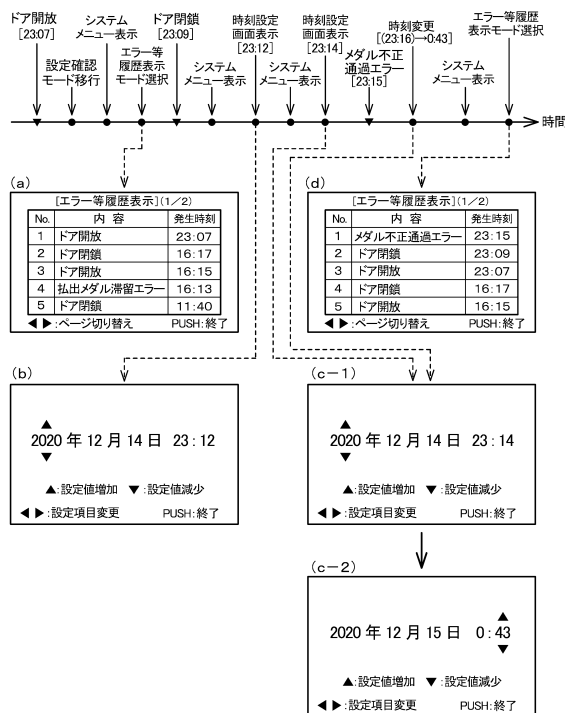 ドア開放
[23:07]
設定確認
モード移行
システム
メニュー表示
エラー等
履歴表示
モード選択
ドア閉鎖
[23:09]
システム
メニュー表示
時刻設定
画面表示
[23:12]
システム
メニュー表示
時刻設定
画面表示
[23:14]
メダル不正
通過エラー
[23:15]
時刻変更
[(23:16)→0:43]
システム
メニュー表示
エラー等履歴
表示モード選択
時間
(a)
[エラー等履歴表示](1/2)
No. 内 容 発生時刻
1 ドア開放 23:07
2 ドア閉鎖 16:17
3 ドア開放 16:15
4 払出メダル滞留エラー 16:13
5 ドア閉鎖 11:40
◀ ▶:ページ切り替え PUSH:終了
(d)
[エラー等履歴表示](1/2)
No. 内 容 発生時刻
1 メダル不正通過エラー 23:15
2 ドア閉鎖 23:09
3 ドア開放 23:07
4 ドア閉鎖 16:17
5 ドア開放 16:15
◀ ▶:ページ切り替え PUSH:終了
(b)
▲
2020 年 12 月 14 日 23:12
▼
▲:設定値増加 ▼:設定値減少
◀ ▶:設定項目変更 PUSH:終了
(c-1)
▲
2020 年 12 月 14 日 23:14
▼
▲:設定値増加 ▼:設定値減少
◀ ▶:設定項目変更 PUSH:終了
(c-2)
▲
2020 年 12 月 15 日 0:43
▼
▲:設定値増加 ▼:設定値減少
◀ ▶:設定項目変更 PUSH:終了